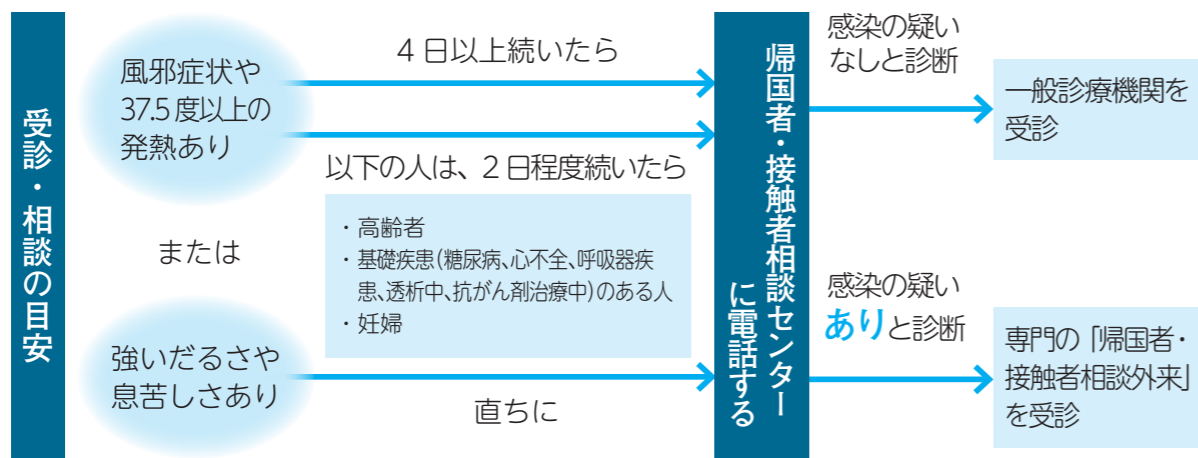 受診・相談の目安
風邪症状や
37.5度以上の
発熱あり
または
強いだるさや
息苦しさあり
4日以上続いたら
以下の人は、2日程度続いたら
・高齢者
・基礎疾患(糖尿病、心不全、呼吸器疾
患、透析中、抗がん剤治療中)のある人
・妊婦
直ちに
帰国者・接触者相談センター
に電話する
感染の疑い
なしと診断
一般診療機関を
受診
感染の疑い
ありと診断
専門の「帰国者・
接触者相談外来」
を受診